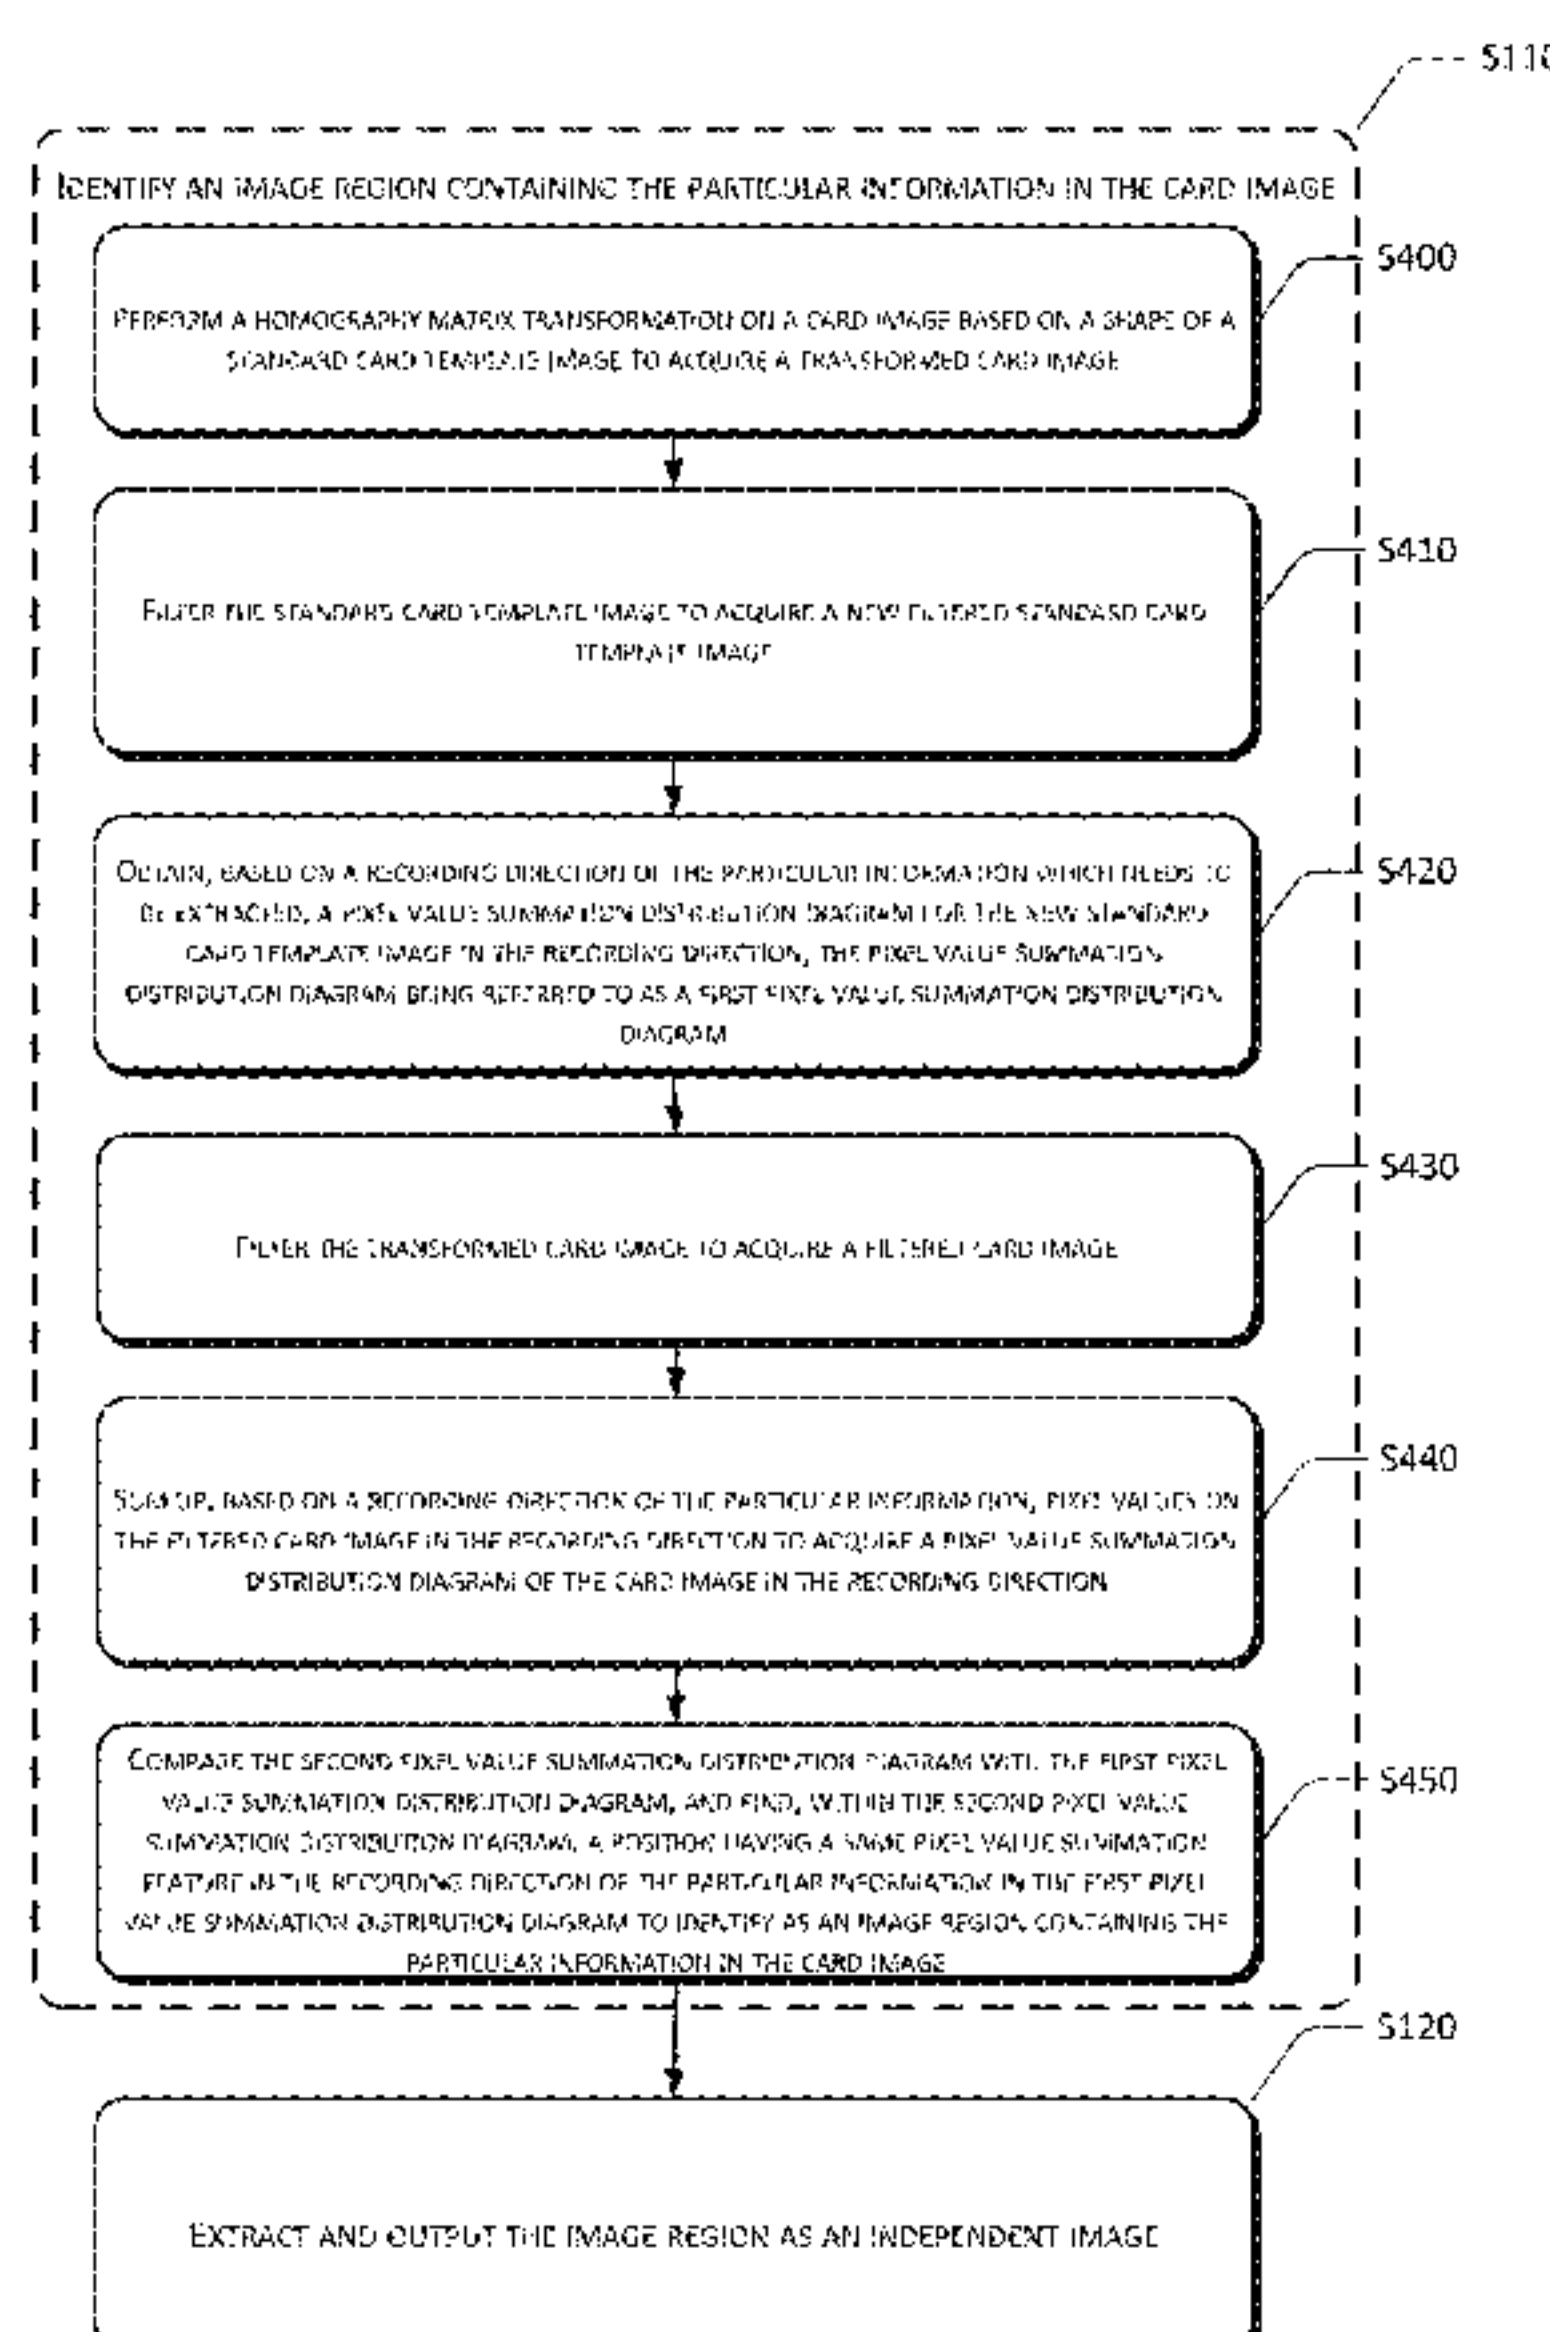 S110
IDENTIFY AN IMAGE REGION CONTAINING THE PARTICULAR INFORMATION IN THE CARD IMAGE
S400
PERFORM A HOMOGRAPHY MATRIX TRANSFORMATION ON A CARD IMAGE BASED ON A SHAPE OF A
STANDARD CARD TEMPLATE IMAGE TO ACQUIRE A TRANSFORMED CARD IMAGE
S410
FILTER THE STANDARD CARD TEMPLATE IMAGE TO ACQUIRE A NEW FILTERED STANDARD CARD
TEMPLATE IMAGE
S420
OBTAIN, BASED ON A RECORDING DIRECTION OF THE PARTICULAR INFORMATION WHICH NEEDS TO
BE EXTRACTED, A PIXEL VALUE SUMMATION DISTRIBUTION DIAGRAM FOR THE NEW STANDARD
CARD TEMPLATE IMAGE IN THE RECORDING DIRECTION, THE PIXEL VALUE SUMMATION
DISTRIBUTION DIAGRAM BEING REFERRED TO AS A FIRST PIXEL VALUE SUMMATION DISTRIBUTION
DIAGRAM
S430
FILTER THE TRANSFORMED CARD IMAGE TO ACQUIRE A FILTERED CARD IMAGE
S440
SUM UP, BASED ON A RECORDING DIRECTION OF THE PARTICULAR INFORMATION, PIXEL VALUES ON
THE FILTERED CARD IMAGE IN THE RECORDING DIRECTION TO ACQUIRE A PIXEL VALUE SUMMATION
DISTRIBUTION DIAGRAM OF THE CARD IMAGE IN THE RECORDING DIRECTION
S450
COMPARE THE SECOND PIXEL VALUE SUMMATION DISTRIBUTION DIAGRAM WITH THE FIRST PIXEL
VALUE SUMMATION DISTRIBUTION DIAGRAM, AND FIND, WITHIN THE SECOND PIXEL VALUE
SUMMATION DISTRIBUTION DIAGRAM, A POSITION HAVING A SAME PIXEL VALUE SUMMATION
FEATURE IN THE RECORDING DIRECTION OF THE PARTICULAR INFORMATION IN THE FIRST PIXEL
VALUE SUMMATION DISTRIBUTION DIAGRAM TO IDENTIFY AS AN IMAGE REGION CONTAINING THE
PARTICULAR INFORMATION IN THE CARD IMAGE
S120
EXTRACT AND OUTPUT THE IMAGE REGION AS AN INDEPENDENT IMAGE